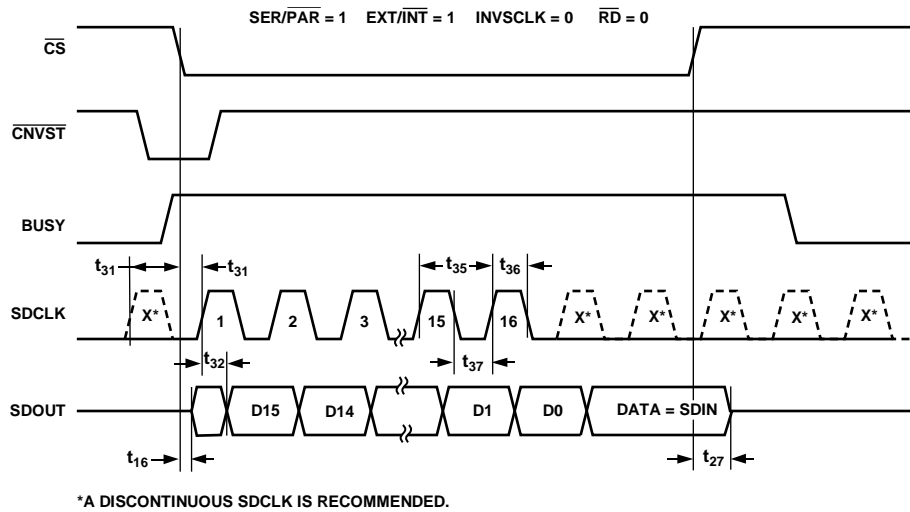 SER/PAR = 1 EXT/INT = 1 INVSCLK = 0 RD = 0
CS
CNVST
BUSY
t31 t31 t35 t36
SDCLK X* 1 2 3 15 16 X* X* X* X* X*
t32 t37
SDOUT D15 D14 D1 D0 DATA = SDIN
t16 t27
*A DISCONTINUOUS SDCLK IS RECOMMENDED.